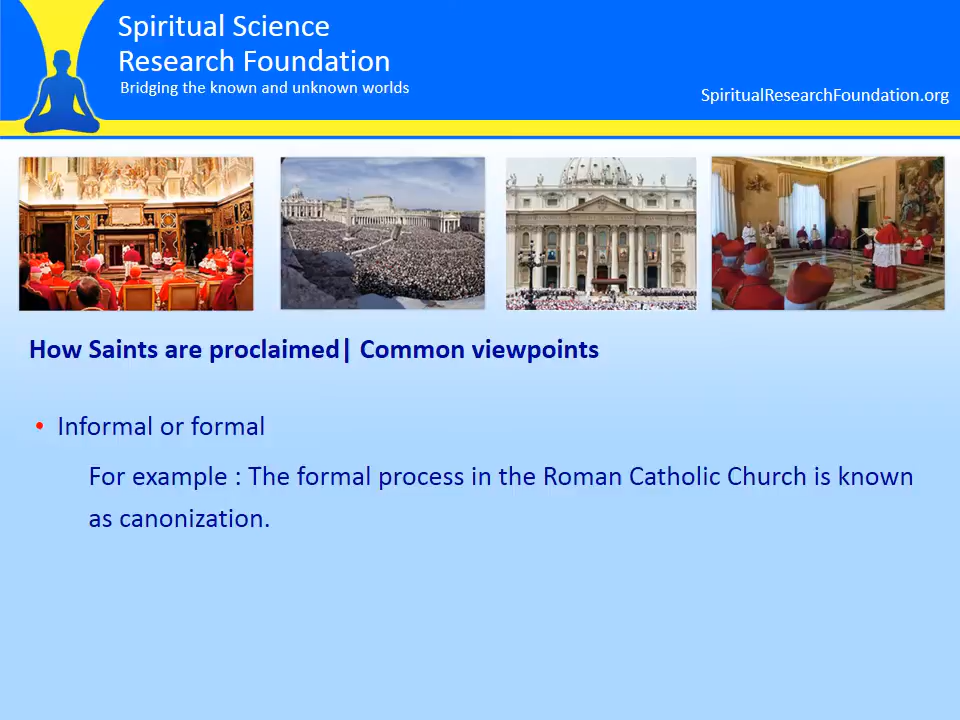 Spiritual Science
Research Foundation
Bridging the known and unknown worlds
SpiritualResearchFoundation.org
How Saints are proclaimed| Common viewpoints
• Informal or formal
For example : The formal process in the Roman Catholic Church is known
as canonization.